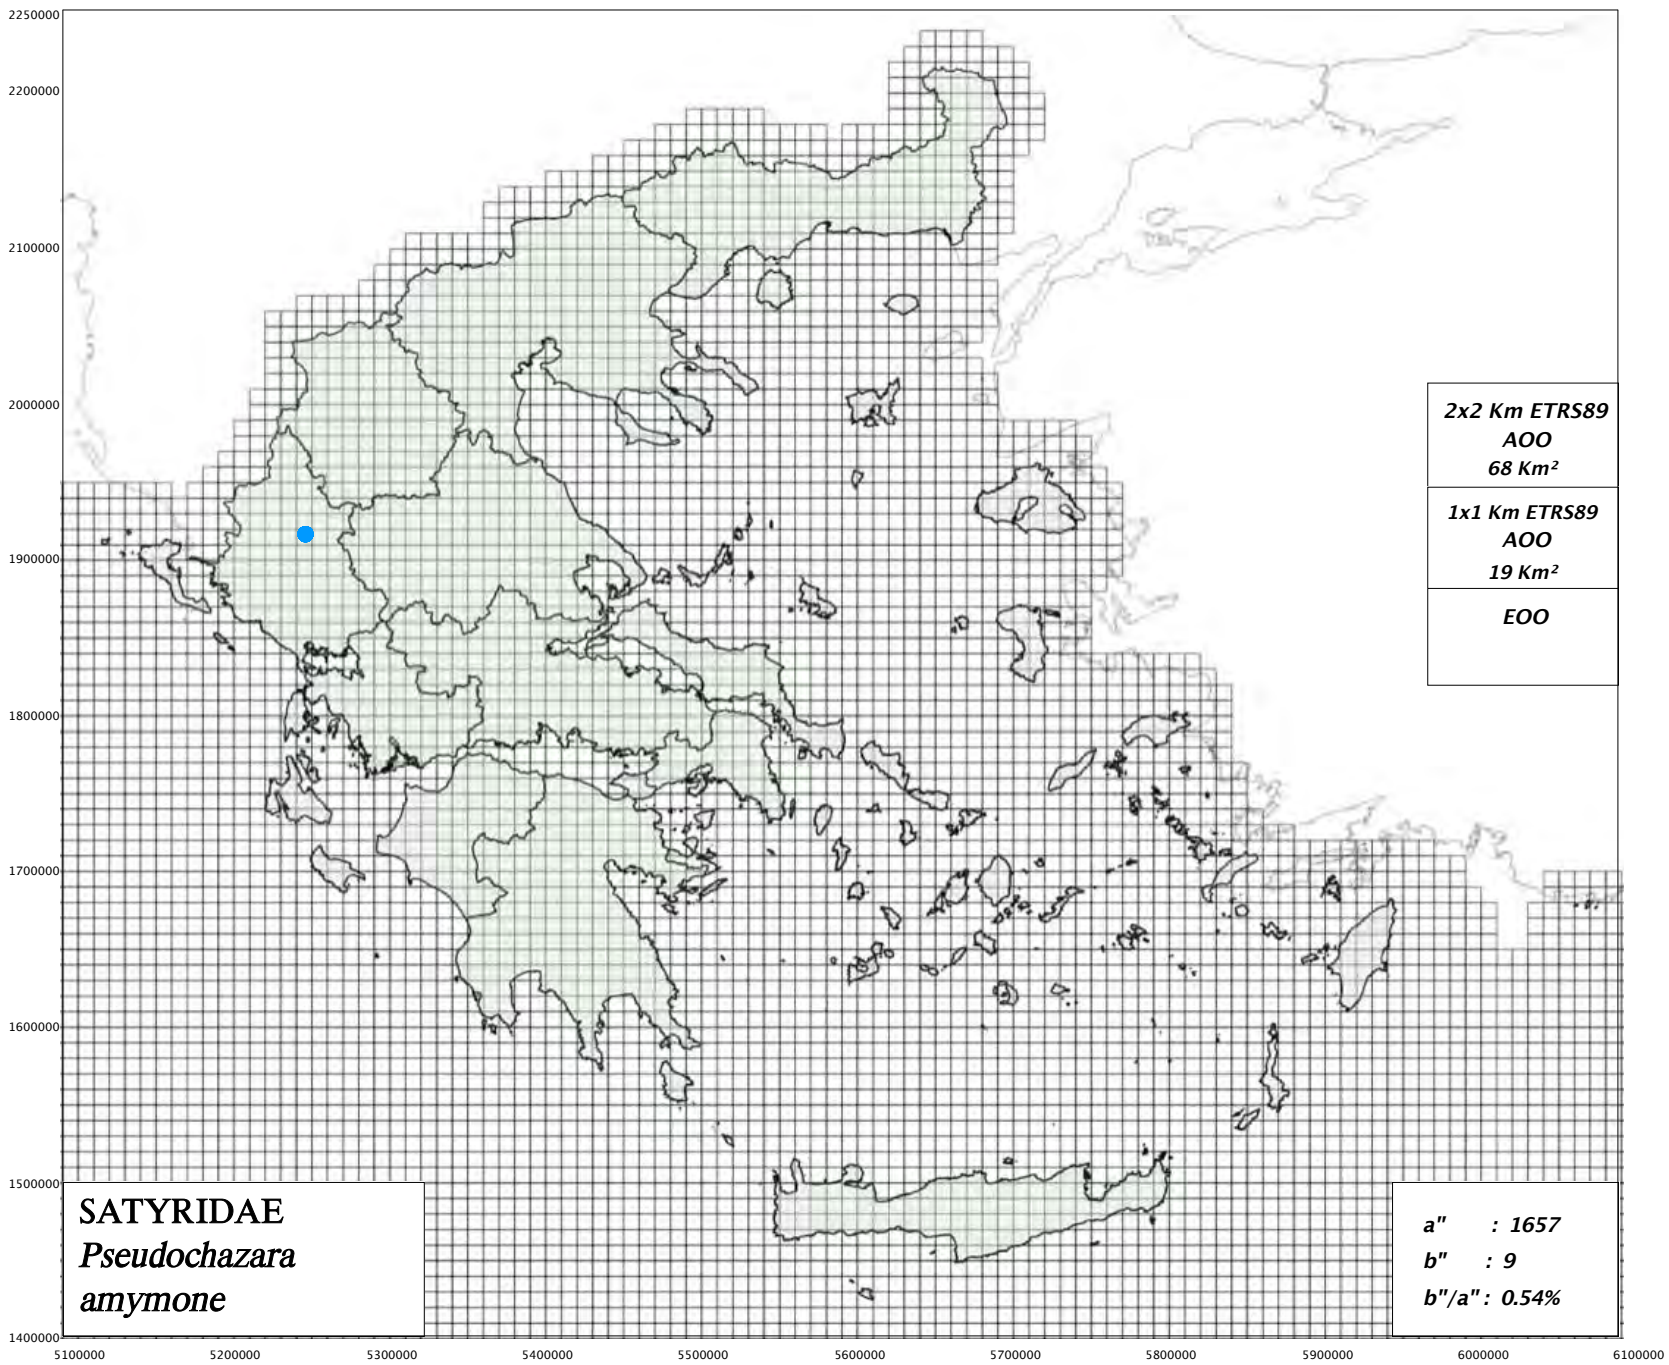 2250000
2200000
2100000
2000000
1900000
1800000
1700000
1600000
1500000
1400000
2x2 Km ETRS89
AOO
68 Km²
1x1 Km ETRS89
AOO
19 Km²
EOO
SATYRIDAE
Pseudochazara
amymone
a" : 1657
b" : 9
b"/a" : 0.54%
5100000 5200000 5300000 5400000 5500000 5600000 5700000 5800000 5900000 6000000 6100000